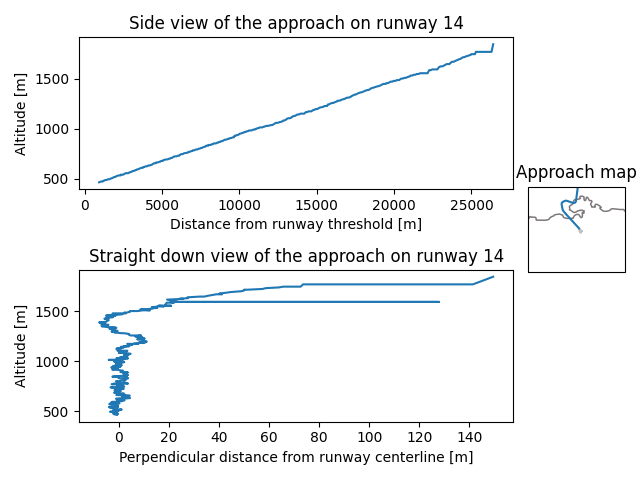 Side view of the approach on runway 14
1500
1000
500
Altitude [m]
0 5000 10000 15000 20000 25000
Distance from runway threshold [m]
Approach map
Straight down view of the approach on runway 14
1500
1000
500
Altitude [m]
0 20 40 60 80 100 120 140
Perpendicular distance from runway centerline [m]